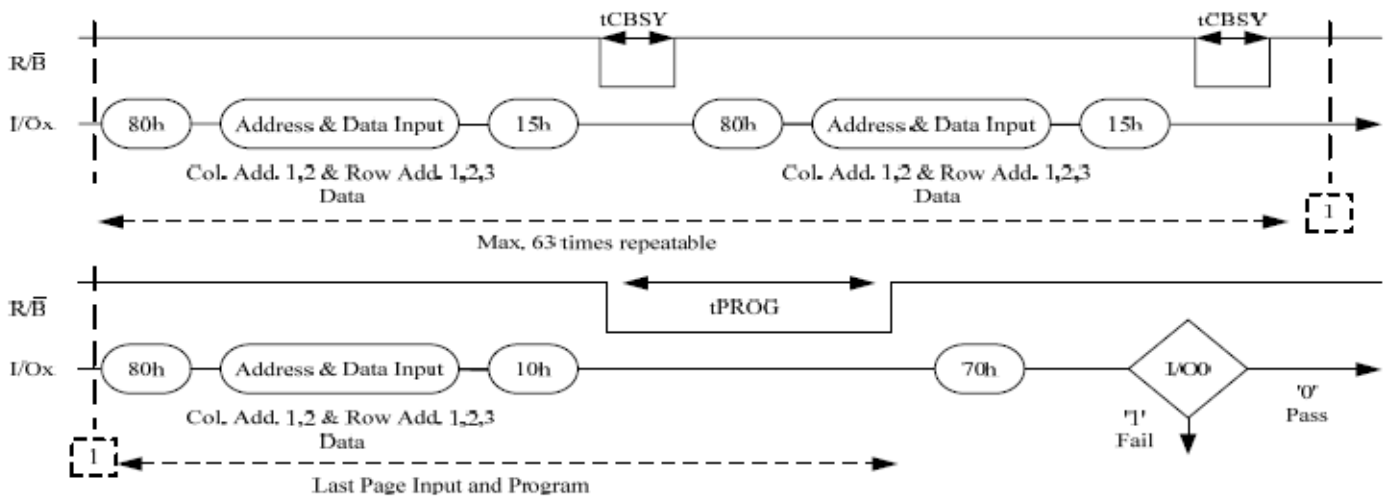 tCBSY tCBSY
R/B̅
I/Ox 80h Address & Data Input 15h 80h Address & Data Input 15h
Col. Add. 1,2 & Row Add. 1,2,3 Col. Add. 1,2 & Row Add. 1,2,3
Data Data
1
Max. 63 times repeatable
R/B̅
tPROG
I/Ox 80h Address & Data Input 10h 70h I/O0 '0'
Pass
Col. Add. 1,2 & Row Add. 1,2,3 '1'
Data Fail
1
Last Page Input and Program